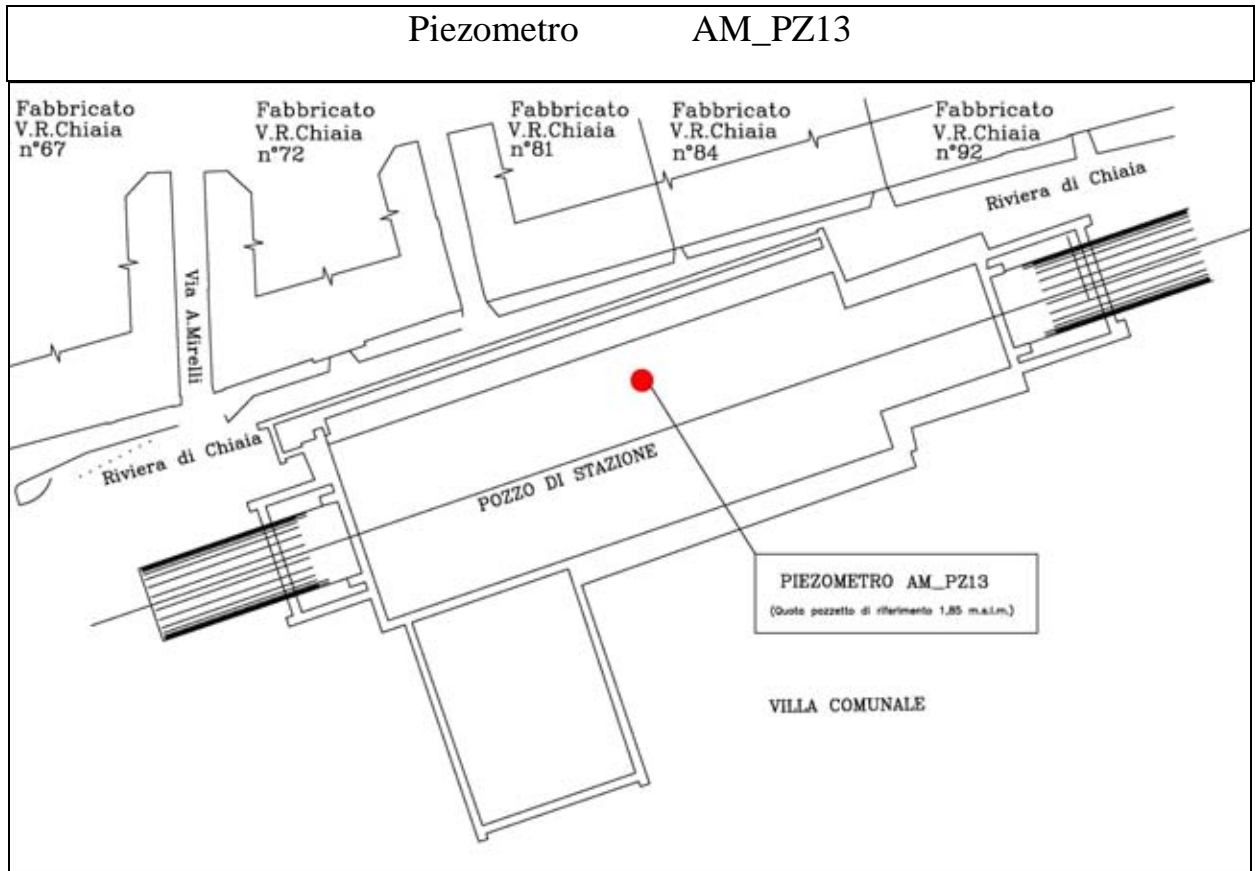 Piezometro AM_PZ13
Fabbricato
V.R.Chiaia
n°67
Fabbricato
V.R.Chiaia
n°72
Fabbricato
V.R.Chiaia
n°81
Fabbricato
V.R.Chiaia
n°84
Fabbricato
V.R.Chiaia
n°92
Riviera di Chiaia
Via A.Mirelli
Riviera di Chiaia
POZZO DI STAZIONE
PIEZOMETRO AM_PZ13
(Quota pozzetto di riferimento 1,85 m.s.l.m.)
VILLA COMUNALE